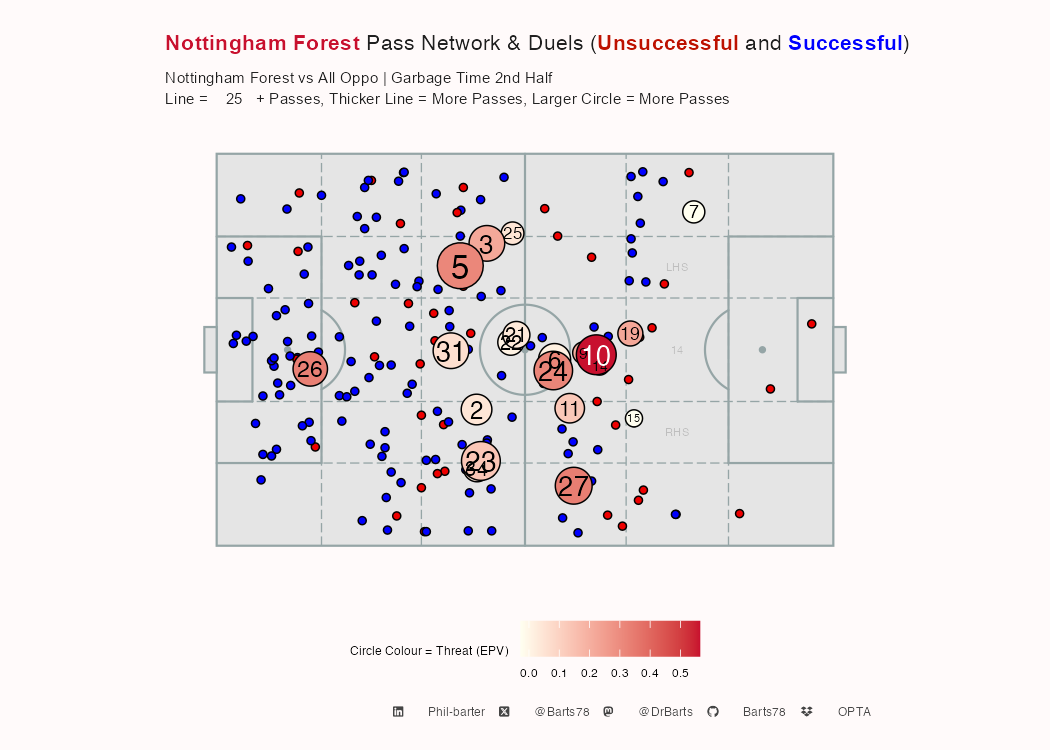 Nottingham Forest Pass Network & Duels (Unsuccessful and Successful)
Nottingham Forest vs All Oppo | Garbage Time 2nd Half
Line = 25 + Passes, Thicker Line = More Passes, Larger Circle = More Passes
7
25
3
5
LHS
21
22
19
14
31
6
10
24
26
2
11
15
RHS
23
34
27
Circle Colour = Threat (EPV)
0.0 0.1 0.2 0.3 0.4 0.5
Phil-barter @Barts78 @DrBarts Barts78 OPTA